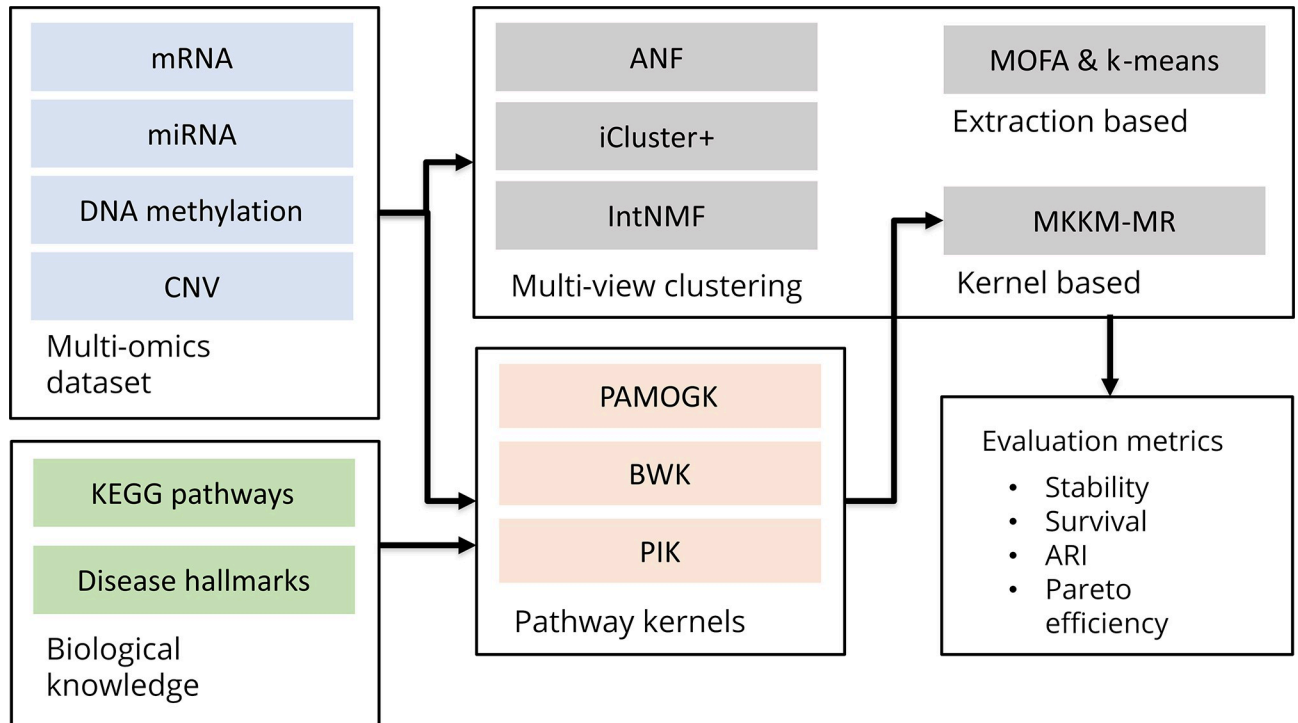 mRNA
miRNA
DNA methylation
CNV
Multi-omics
dataset
KEGG pathways
Disease hallmarks
Biological
knowledge
ANF
iCluster+
IntNMF
Multi-view clustering
MOFA & k-means
Extraction based
MKKM-MR
Kernel based
PAMOGK
BWK
PIK
Pathway kernels
Evaluation metrics
• Stability
• Survival
• ARI
• Pareto
efficiency